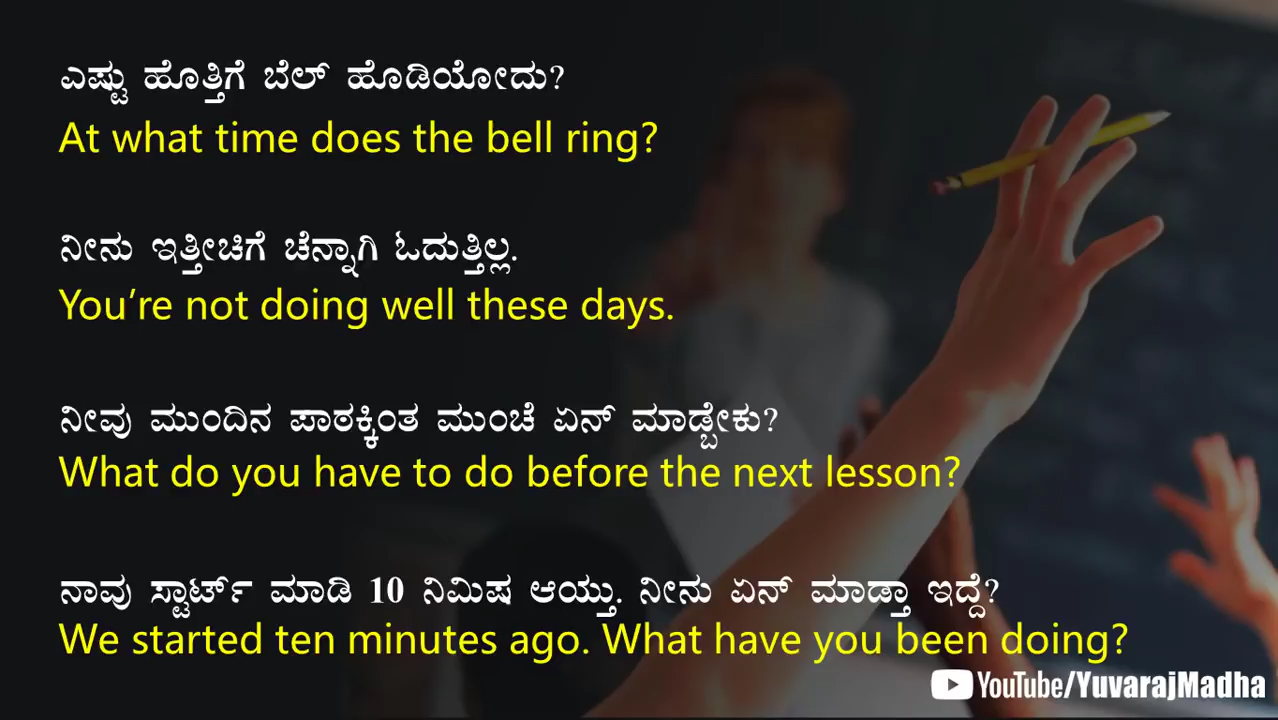 ಎಷ್ಟು ಹೊತ್ತಿಗೆ ಬೆಲ್ ಹೊಡಿಯೋದು?
At what time does the bell ring?
ನೀನು ಇತ್ತೀಚಿಗೆ ಚೆನ್ನಾಗಿ ಓದುತ್ತಿಲ್ಲ.
You’re not doing well these days.
ನೀವು ಮುಂದಿನ ಪಾಠಕ್ಕಿಂತ ಮುಂಚೆ ಏನ್ ಮಾಡ್ಬೇಕು?
What do you have to do before the next lesson?
ನಾವು ಸ್ಟಾರ್ಟ್ ಮಾಡಿ 10 ನಿಮಿಷ ಆಯ್ತು. ನೀನು ಏನ್ ಮಾಡ್ತಾ ಇದ್ದೆ?
We started ten minutes ago. What have you been doing?
YouTube/YuvarajMadha